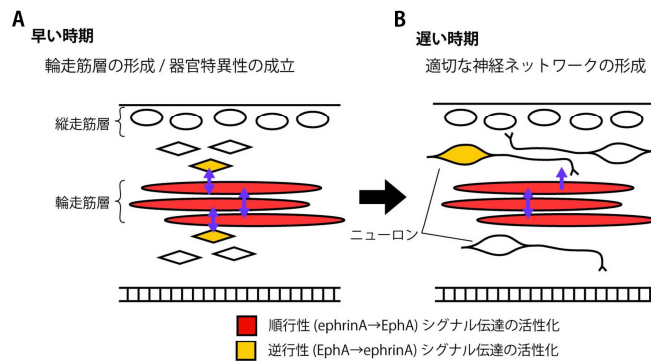 A
早い時期
輪走筋層の形成 / 器官特異性の成立
縦走筋層
輪走筋層
B
遅い時期
適切な神経ネットワークの形成
ニューロン
順行性 (ephrinA→EphA) シグナル伝達の活性化
逆行性 (EphA→ephrinA) シグナル伝達の活性化